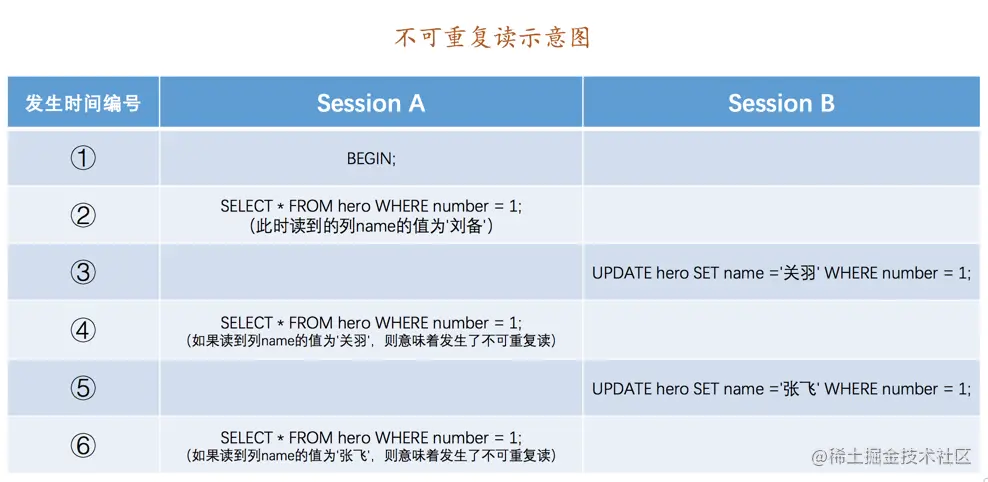 不可重复读示意图
发生时间编号 Session A Session B
① BEGIN;
② SELECT * FROM hero WHERE number = 1;
（此时读到的列name的值为'刘备'）
③ UPDATE hero SET name ='关羽' WHERE number = 1;
④ SELECT * FROM hero WHERE number = 1;
（如果读到列name的值为'关羽'，则意味着发生了不可重复读）
⑤ UPDATE hero SET name ='张飞' WHERE number = 1;
⑥ SELECT * FROM hero WHERE number = 1;
（如果读到列name的值为'张飞'，则意味着发生了不可重复读）
@稀土掘金技术社区